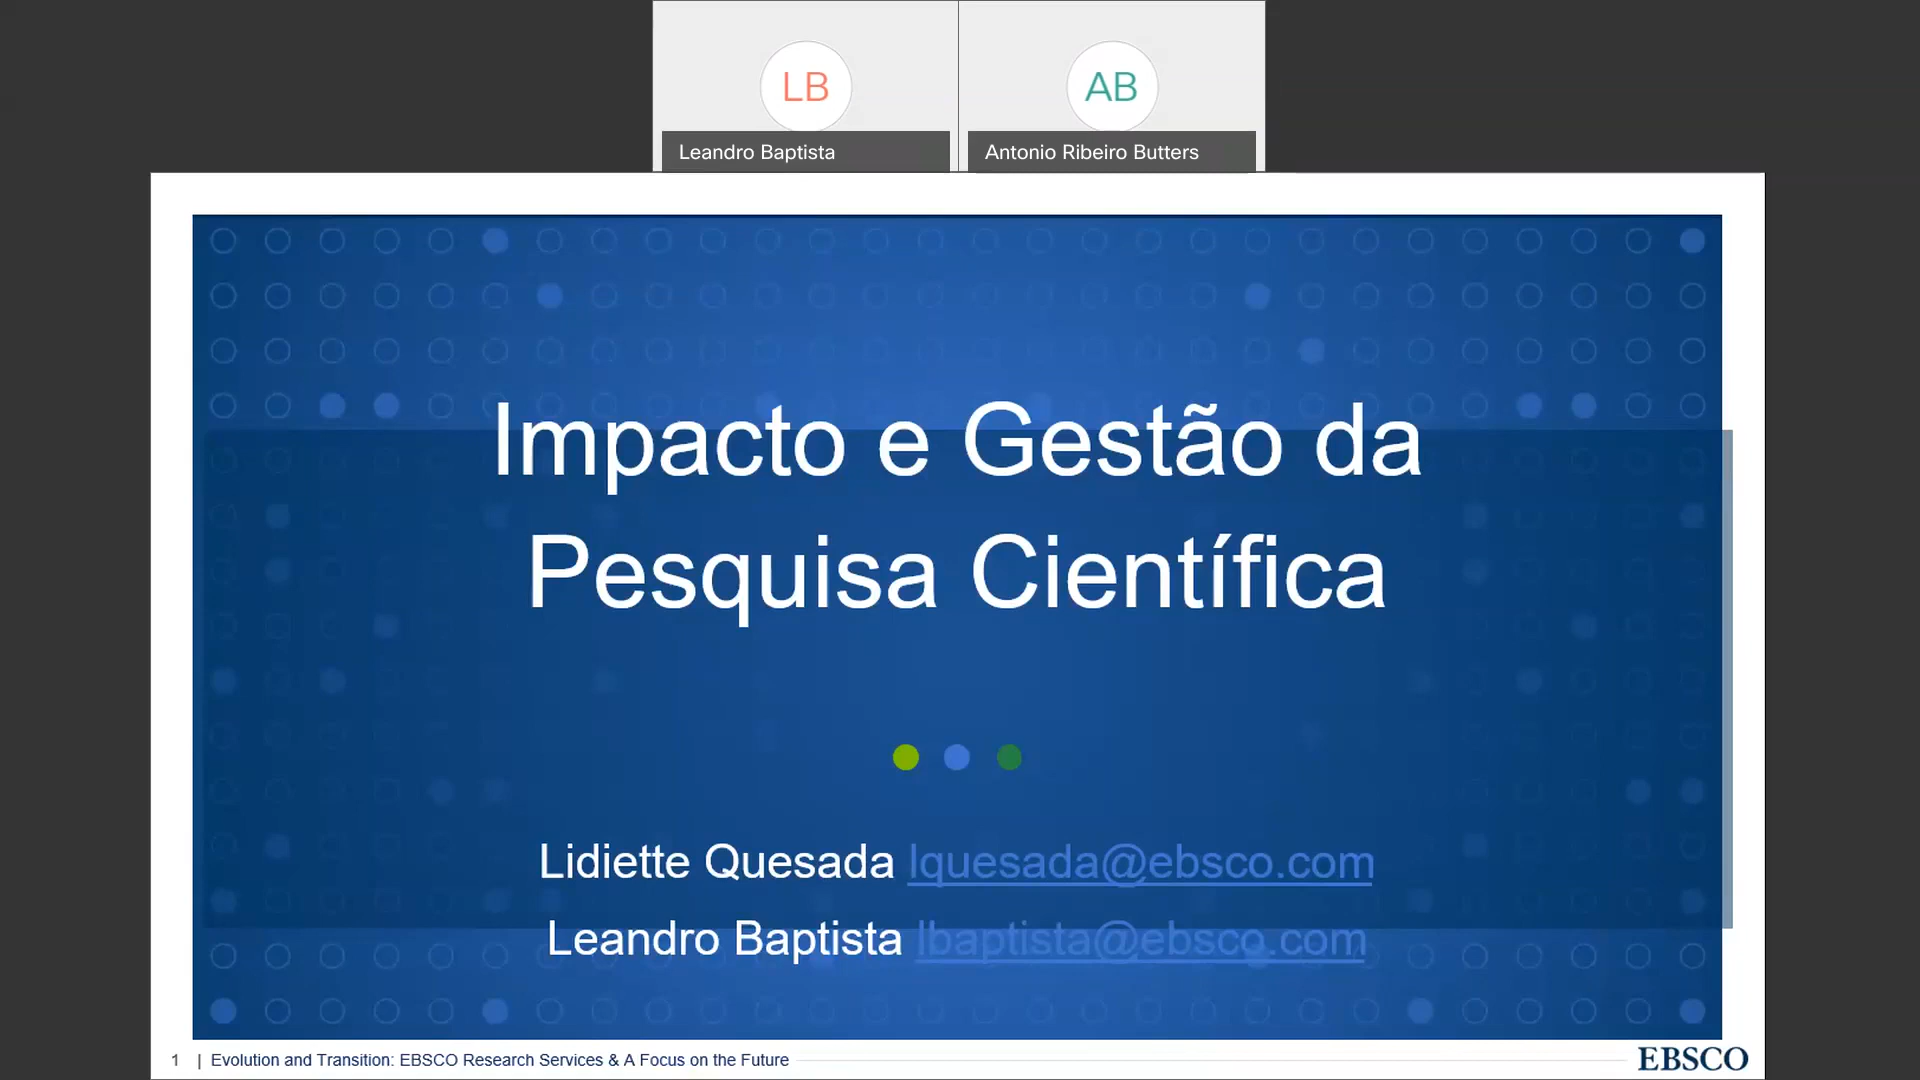 LB
AB
Leandro Baptista
Antonio Ribeiro Butters
Impacto e Gestão da
Pesquisa Científica
Lidiette Quesada lquesada@ebsco.com
Leandro Baptista lbaptista@ebsco.com
1 | Evolution and Transition: EBSCO Research Services & A Focus on the Future
EBSCO